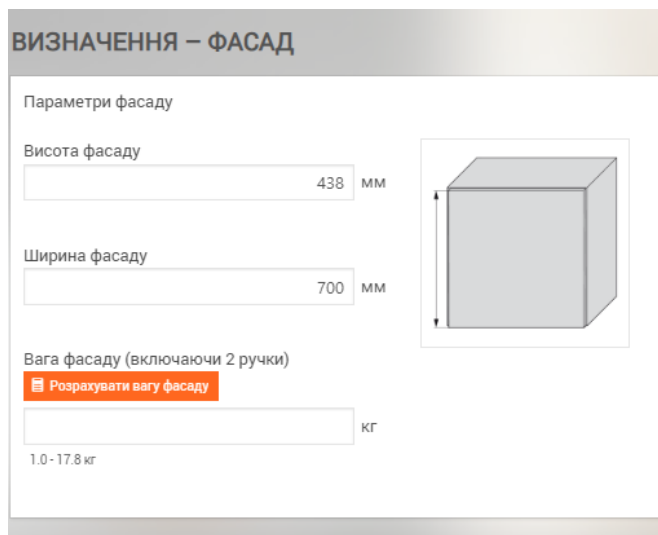 ВИЗНАЧЕННЯ – ФАСАД
Параметри фасаду
Висота фасаду
438 мм
Ширина фасаду
700 мм
Вага фасаду (включаючи 2 ручки)
Розрахувати вагу фасаду
кг
1.0 - 17.8 кг